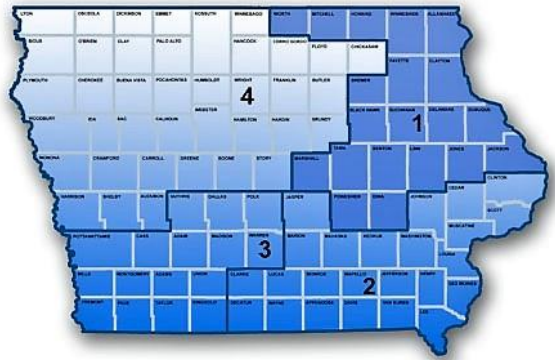 LYON OSCEOLA DICKINSON EMMET KOSSUTH WINNEBAGO WORTH MITCHELL HOWARD WINNESHIEK ALLAMAKEE
SIOUX O'BRIEN CLAY PALO ALTO HANCOCK CERRO GORDO FLOYD CHICKASAW
FAYETTE CLAYTON
PLYMOUTH CHEROKEE BUENA VISTA POCAHONTAS HUMBOLDT WRIGHT FRANKLIN BUTLER BREMER
4
WEBSTER BLACK HAWK BUCHANAN DELAWARE DUBUQUE
WOODBURY IDA SAC CALHOUN HAMILTON HARDIN GRUNDY 1
TAMA BENTON LINN JONES JACKSON
MONONA CRAWFORD CARROLL GREENE BOONE STORY MARSHALL
CLINTON
CEDAR
HARRISON SHELBY AUDUBON GUTHRIE DALLAS POLK JASPER POWESHIEK IOWA JOHNSON
SCOTT
MUSCATINE
POTTAWATTAMIE CASS ADAIR MADISON WARREN MARION MAHASKA KEOKUK WASHINGTON
3 LOUISA
MILLS MONTGOMERY ADAMS UNION CLARKE LUCAS MONROE WAPELLO JEFFERSON HENRY
DES MOINES
2
FREMONT PAGE TAYLOR RINGGOLD DECATUR WAYNE APPANOOSE DAVIS VAN BUREN LEE